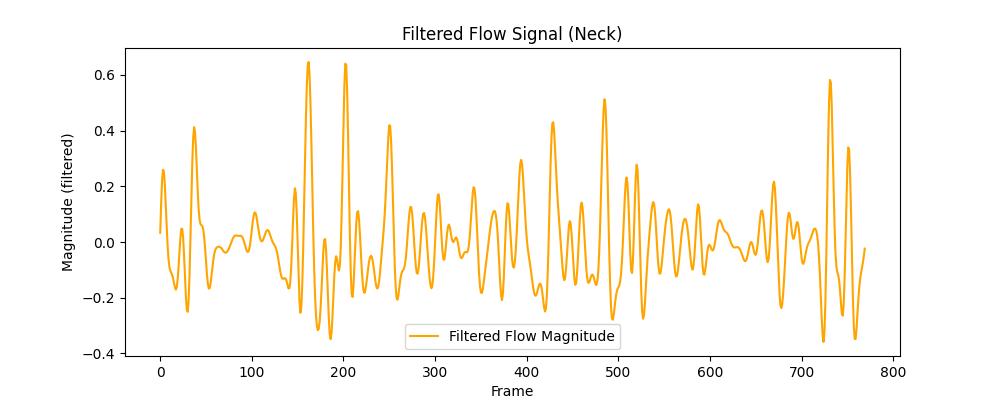 Filtered Flow Signal (Neck)
Magnitude (filtered)
0.6
0.4
0.2
0.0
−0.2
−0.4
Filtered Flow Magnitude
0 100 200 300 400 500 600 700 800
Frame